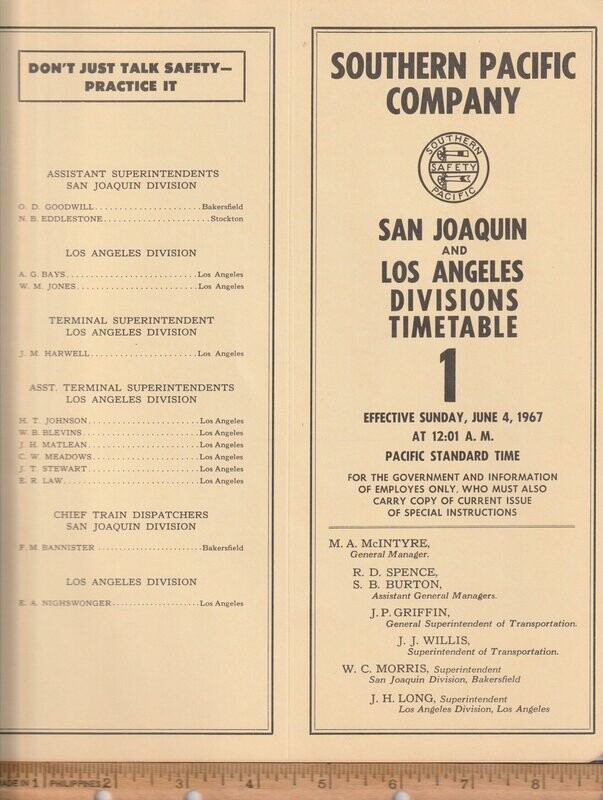 DON'T JUST TALK SAFETY—
PRACTICE IT
ASSISTANT SUPERINTENDENTS
SAN JOAQUIN DIVISION
O. D. GOODWILL..........................Bakersfield
N. B. EDDLESTONE..........................Stockton
LOS ANGELES DIVISION
A. G. BAYS..........................Los Angeles
W. M. JONES..........................Los Angeles
TERMINAL SUPERINTENDENT
LOS ANGELES DIVISION
J. M. HARWELL..........................Los Angeles
ASST. TERMINAL SUPERINTENDENTS
LOS ANGELES DIVISION
H. T. JOHNSON..........................Los Angeles
W. B. BLEVINS..........................Los Angeles
J. H. MATLEAN..........................Los Angeles
C. W. MEADOWS..........................Los Angeles
J. T. STEWART..........................Los Angeles
E. R. LAW..........................Los Angeles
CHIEF TRAIN DISPATCHERS
SAN JOAQUIN DIVISION
F. M. BANNISTER..........................Bakersfield
LOS ANGELES DIVISION
E. A. NIGHSWONGER..........................Los Angeles
SOUTHERN PACIFIC
COMPANY
SOUTHERN
SAFETY
PACIFIC
SAN JOAQUIN
AND
LOS ANGELES
DIVISIONS
TIMETABLE
1
EFFECTIVE SUNDAY, JUNE 4, 1967
AT 12:01 A. M.
PACIFIC STANDARD TIME
FOR THE GOVERNMENT AND INFORMATION
OF EMPLOYES ONLY, WHO MUST ALSO
CARRY COPY OF CURRENT ISSUE
OF SPECIAL INSTRUCTIONS
M. A. McINTYRE,
General Manager.
R. D. SPENCE,
S. B. BURTON,
Assistant General Managers.
J. P. GRIFFIN,
General Superintendent of Transportation.
J. J. WILLIS,
Superintendent of Transportation.
W. C. MORRIS, Superintendent
San Joaquin Division, Bakersfield
J. H. LONG, Superintendent
Los Angeles Division, Los Angeles
MADE IN 1 PHILIPPINES 2 3 4 5 6 7 8